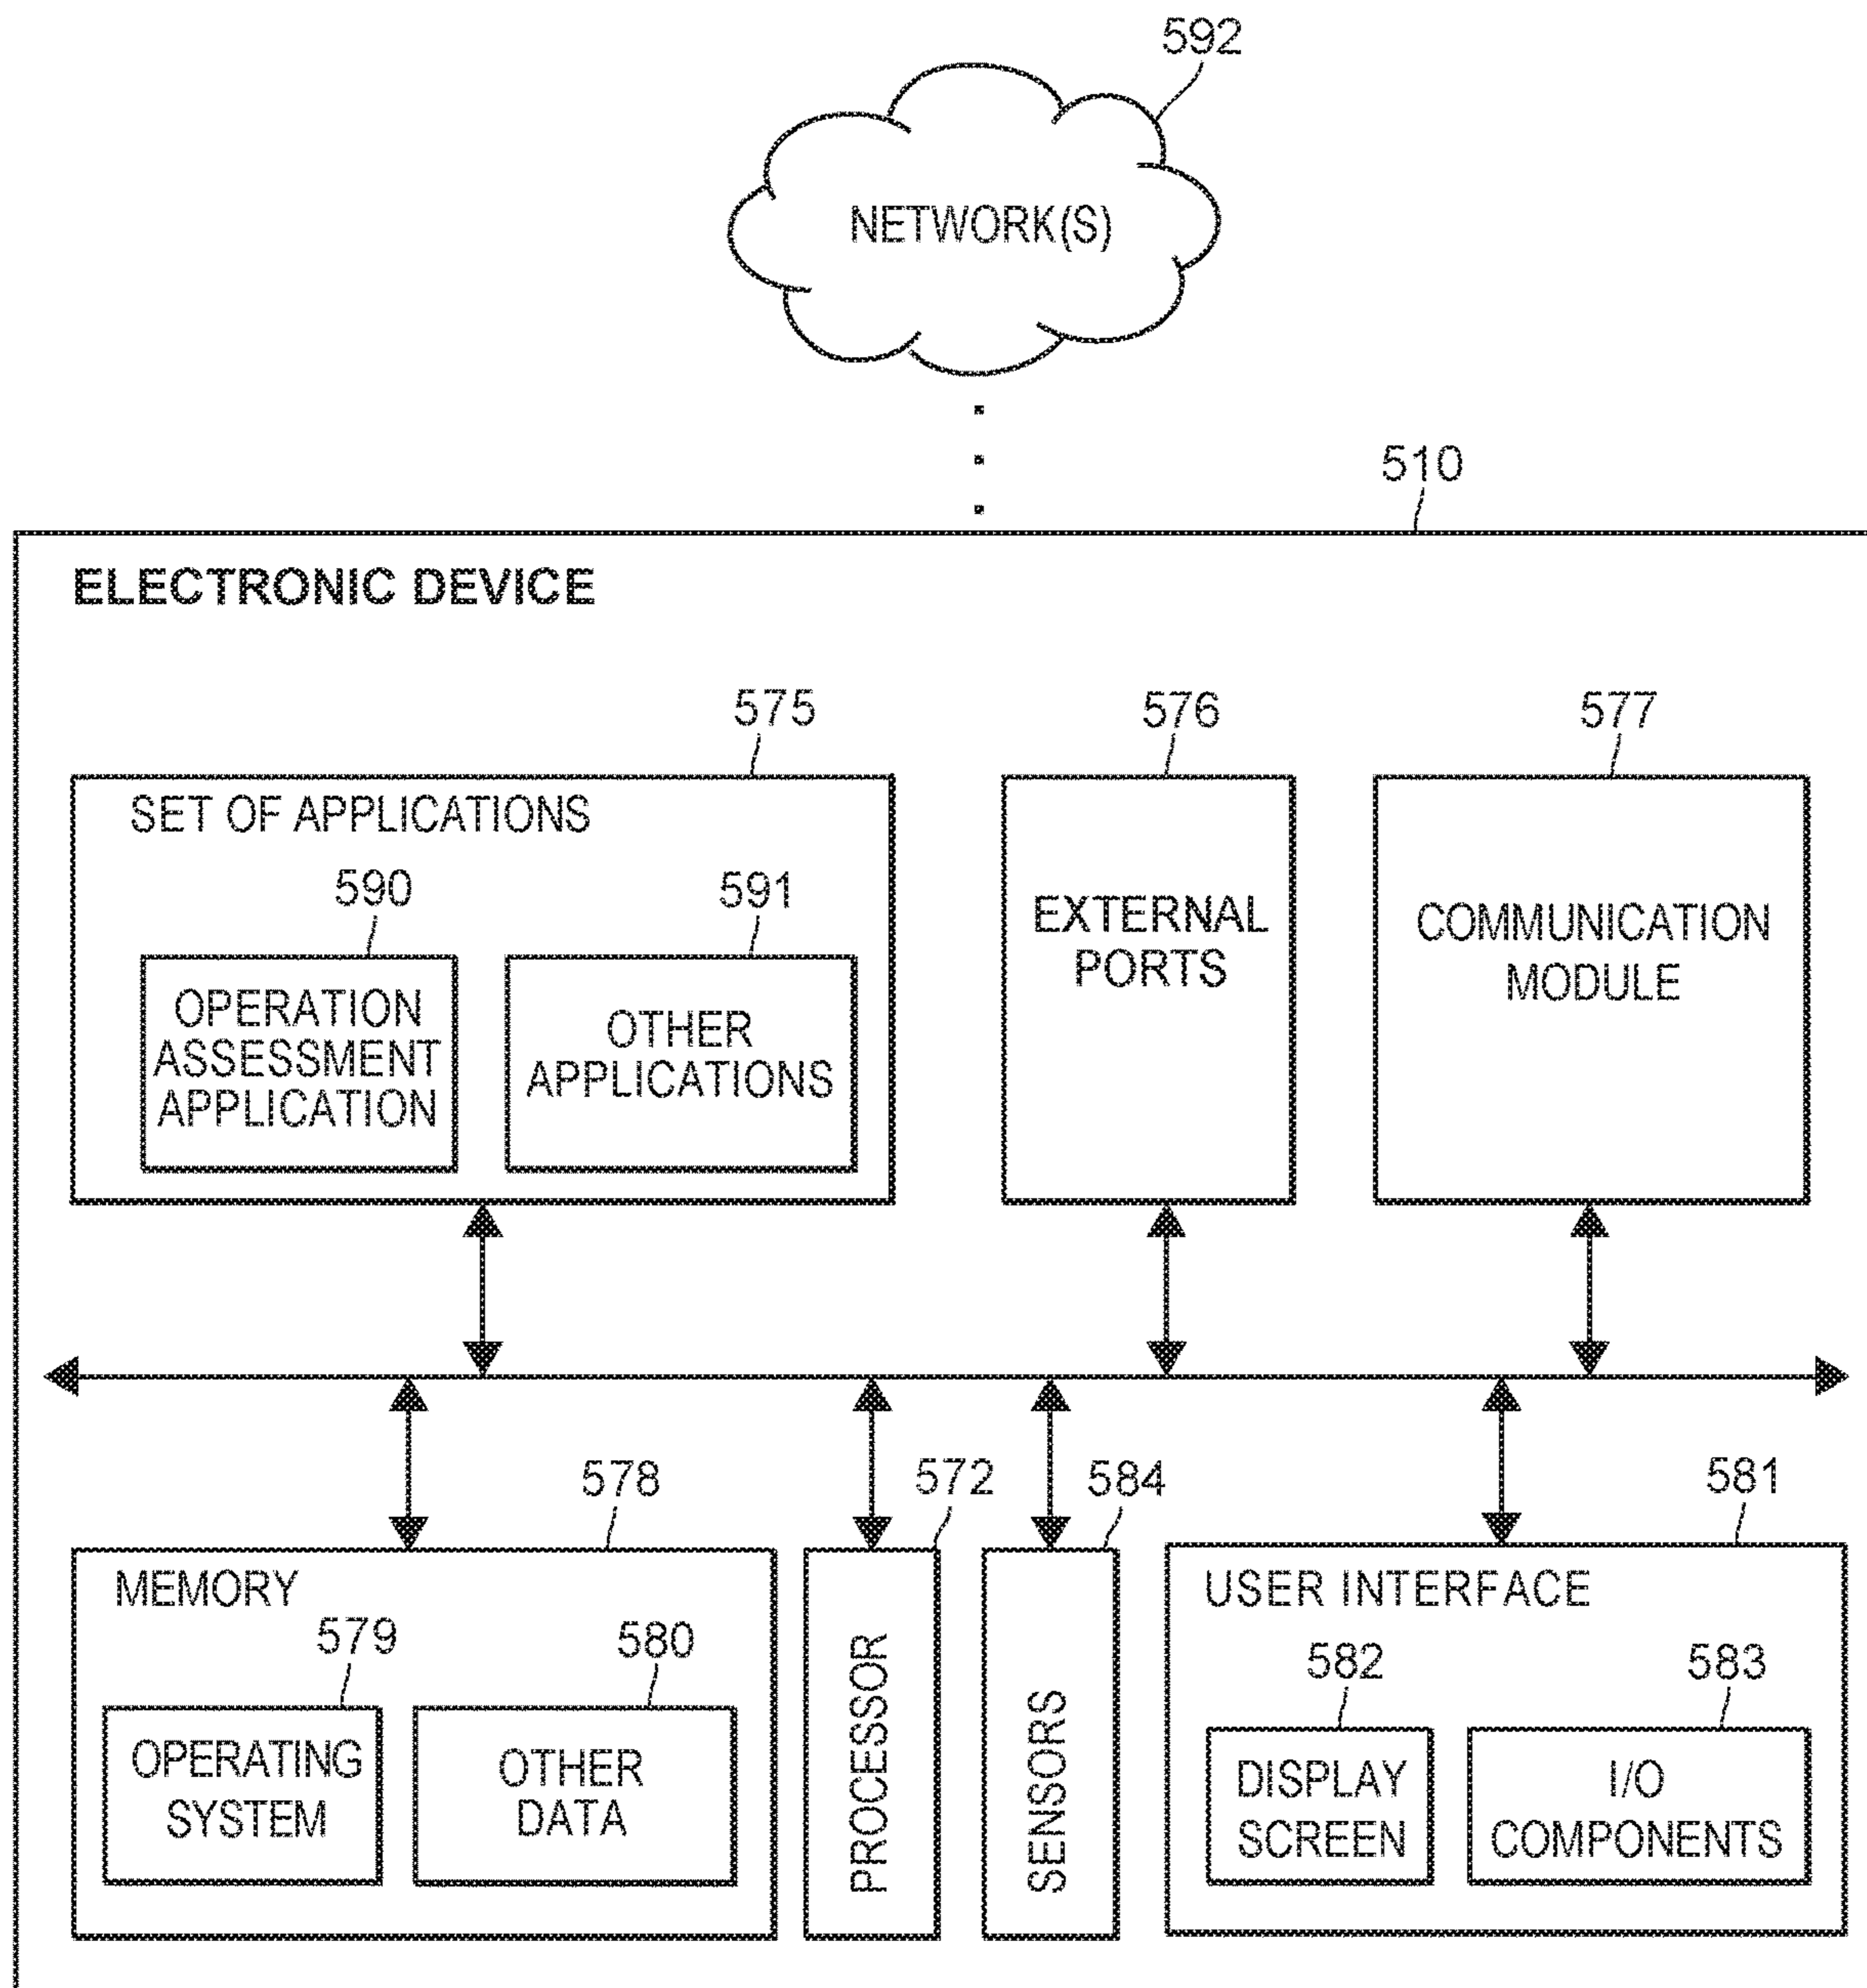 592
NETWORK(S)
510
ELECTRONIC DEVICE
575
576
577
SET OF APPLICATIONS
590
591
OPERATION
ASSESSMENT
APPLICATION
OTHER
APPLICATIONS
EXTERNAL
PORTS
COMMUNICATION
MODULE
578
572
584
581
MEMORY
579
580
OPERATING
SYSTEM
OTHER
DATA
PROCESSOR
SENSORS
USER INTERFACE
582
583
DISPLAY
SCREEN
I/O
COMPONENTS